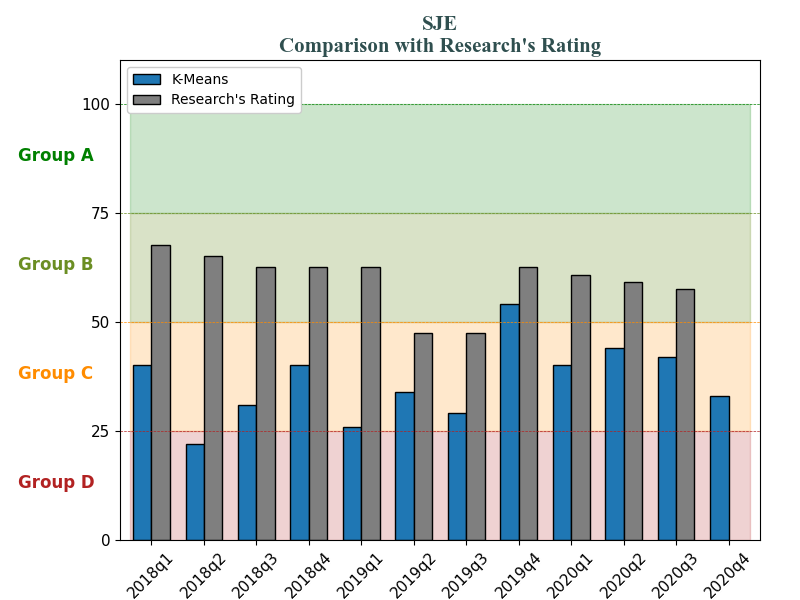 SJE
Comparison with Research's Rating
K-Means
Research's Rating
100
Group A
75
Group B
50
Group C
25
Group D
0
2018q1
2018q2
2018q3
2018q4
2019q1
2019q2
2019q3
2019q4
2020q1
2020q2
2020q3
2020q4